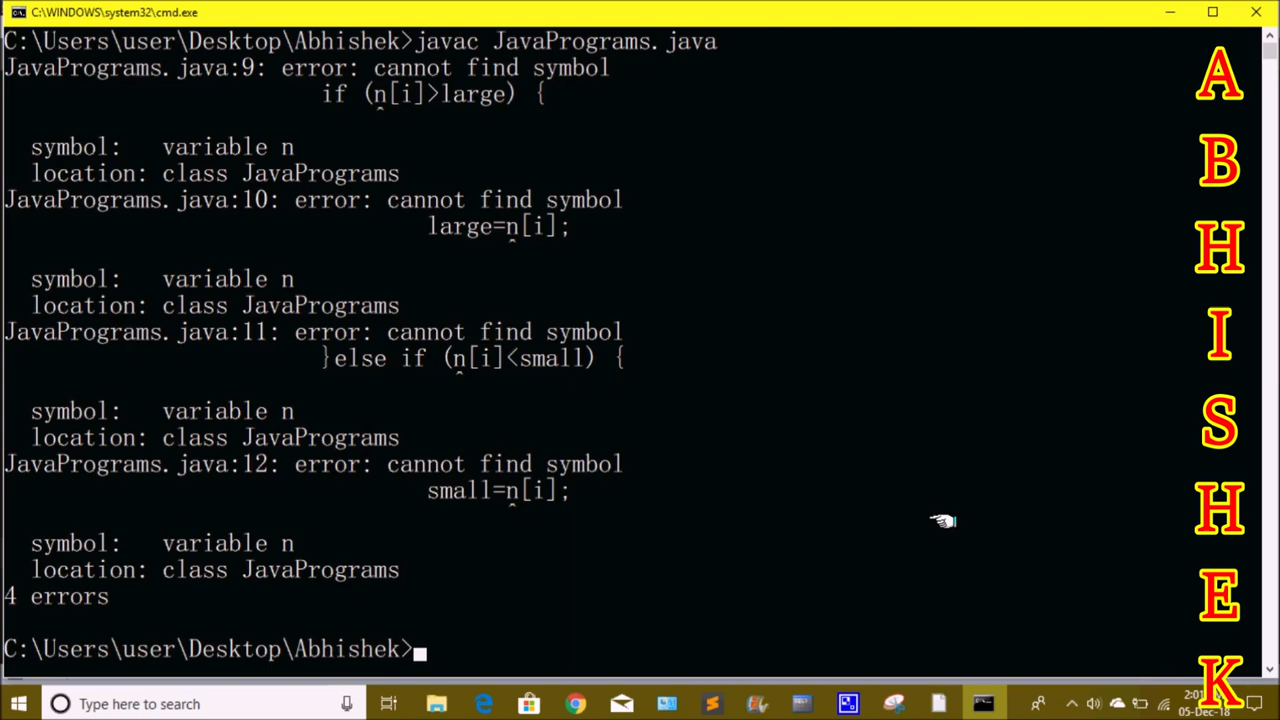 C:\WINDOWS\system32\cmd.exe
C:\Users\user\Desktop\Abhishek>javac JavaPrograms.java
JavaPrograms.java:9: error: cannot find symbol
if (n[i]>large) {
^
symbol:   variable n
location: class JavaPrograms
JavaPrograms.java:10: error: cannot find symbol
large=n[i];
^
symbol:   variable n
location: class JavaPrograms
JavaPrograms.java:11: error: cannot find symbol
}else if (n[i]<small) {
^
symbol:   variable n
location: class JavaPrograms
JavaPrograms.java:12: error: cannot find symbol
small=n[i];
^
symbol:   variable n
location: class JavaPrograms
4 errors
C:\Users\user\Desktop\Abhishek>
A
B
H
I
S
H
E
K
Type here to search
05-Dec-18